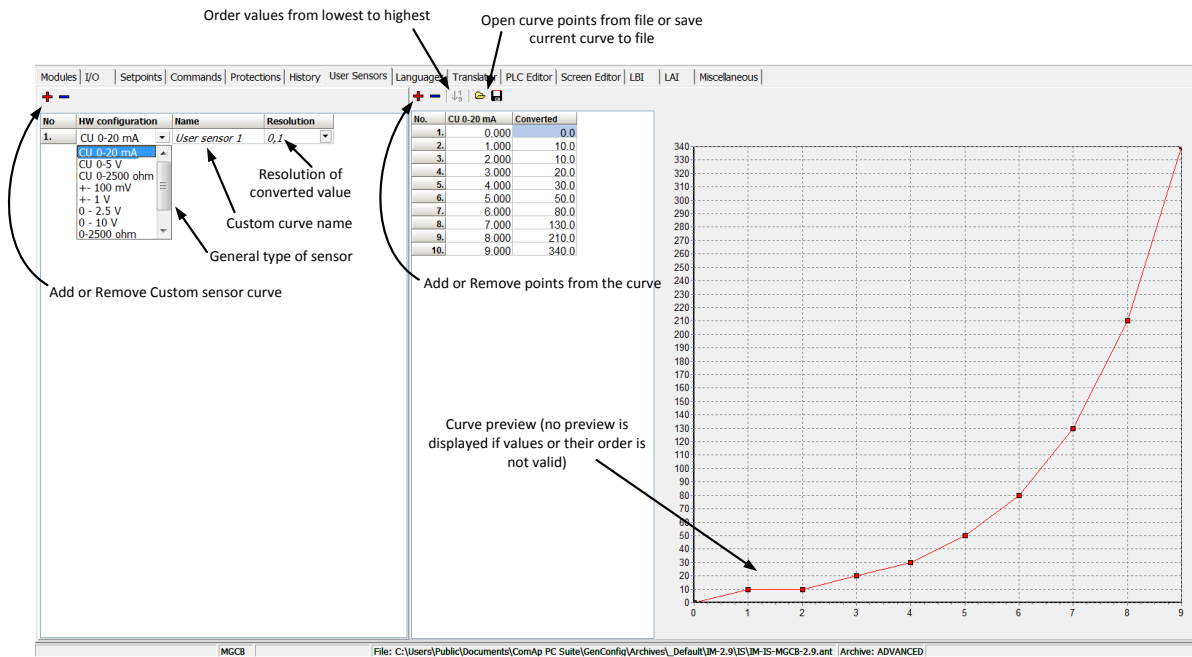 Order values from lowest to highest
Open curve points from file or save
current curve to file
Modules I/O Setpoints Commands Protections History User Sensors Languages Translator PLC Editor Screen Editor LBI LAI Miscellaneous
No HW configuration Name Resolution
1. CU 0-20 mA User sensor 1 0,1
CU 0-20 mA
CU 0-5 V
CU 0-2500 ohm
+- 100 mV
+- 1 V
0 - 2.5 V
0 - 10 V
0-2500 ohm
Resolution of
converted value
Custom curve name
General type of sensor
Add or Remove Custom sensor curve
No. CU 0-20 mA Converted
1. 0.000 0.0
2. 1.000 10.0
3. 2.000 10.0
4. 3.000 20.0
5. 4.000 30.0
6. 5.000 50.0
7. 6.000 80.0
8. 7.000 130.0
9. 8.000 210.0
10. 9.000 340.0
Add or Remove points from the curve
Curve preview (no preview is
displayed if values or their order is
not valid)
340
330
320
310
300
290
280
270
260
250
240
230
220
210
200
190
180
170
160
150
140
130
120
110
100
90
80
70
60
50
40
30
20
10
0
0 1 2 3 4 5 6 7 8 9
MGCB File: C:\Users\Public\Documents\ComAp PC Suite\GenConfig\Archives\_Default\IM-2.9\IS\IM-IS-MGCB-2.9.ant Archive: ADVANCED